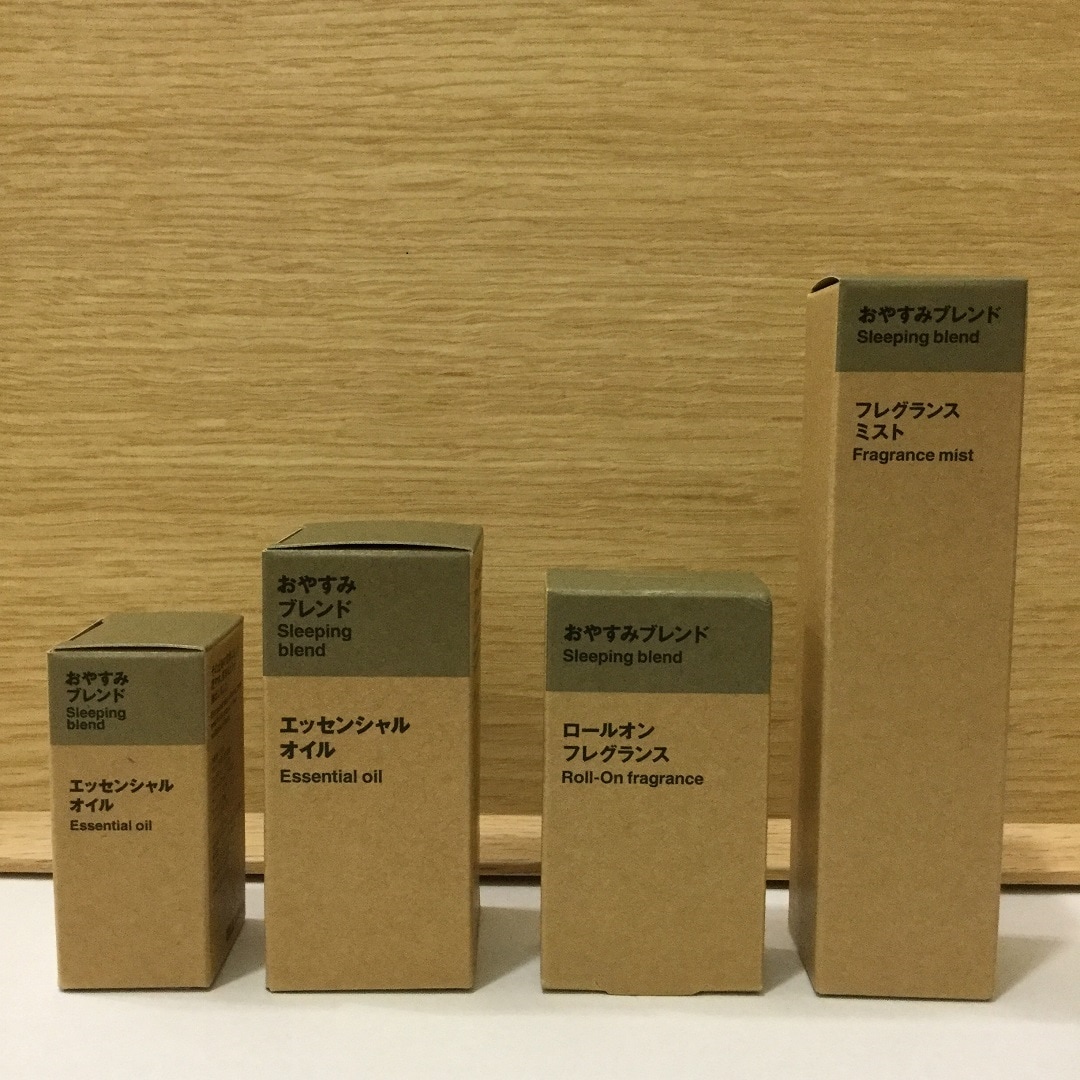 おやすみ
ブレンド
Sleeping
blend
エッセンシャル
オイル
Essential oil
おやすみ
ブレンド
Sleeping
blend
エッセンシャル
オイル
Essential oil
おやすみブレンド
Sleeping blend
ロールオン
フレグランス
Roll-On fragrance
おやすみブレンド
Sleeping blend
フレグランス
ミスト
Fragrance mist